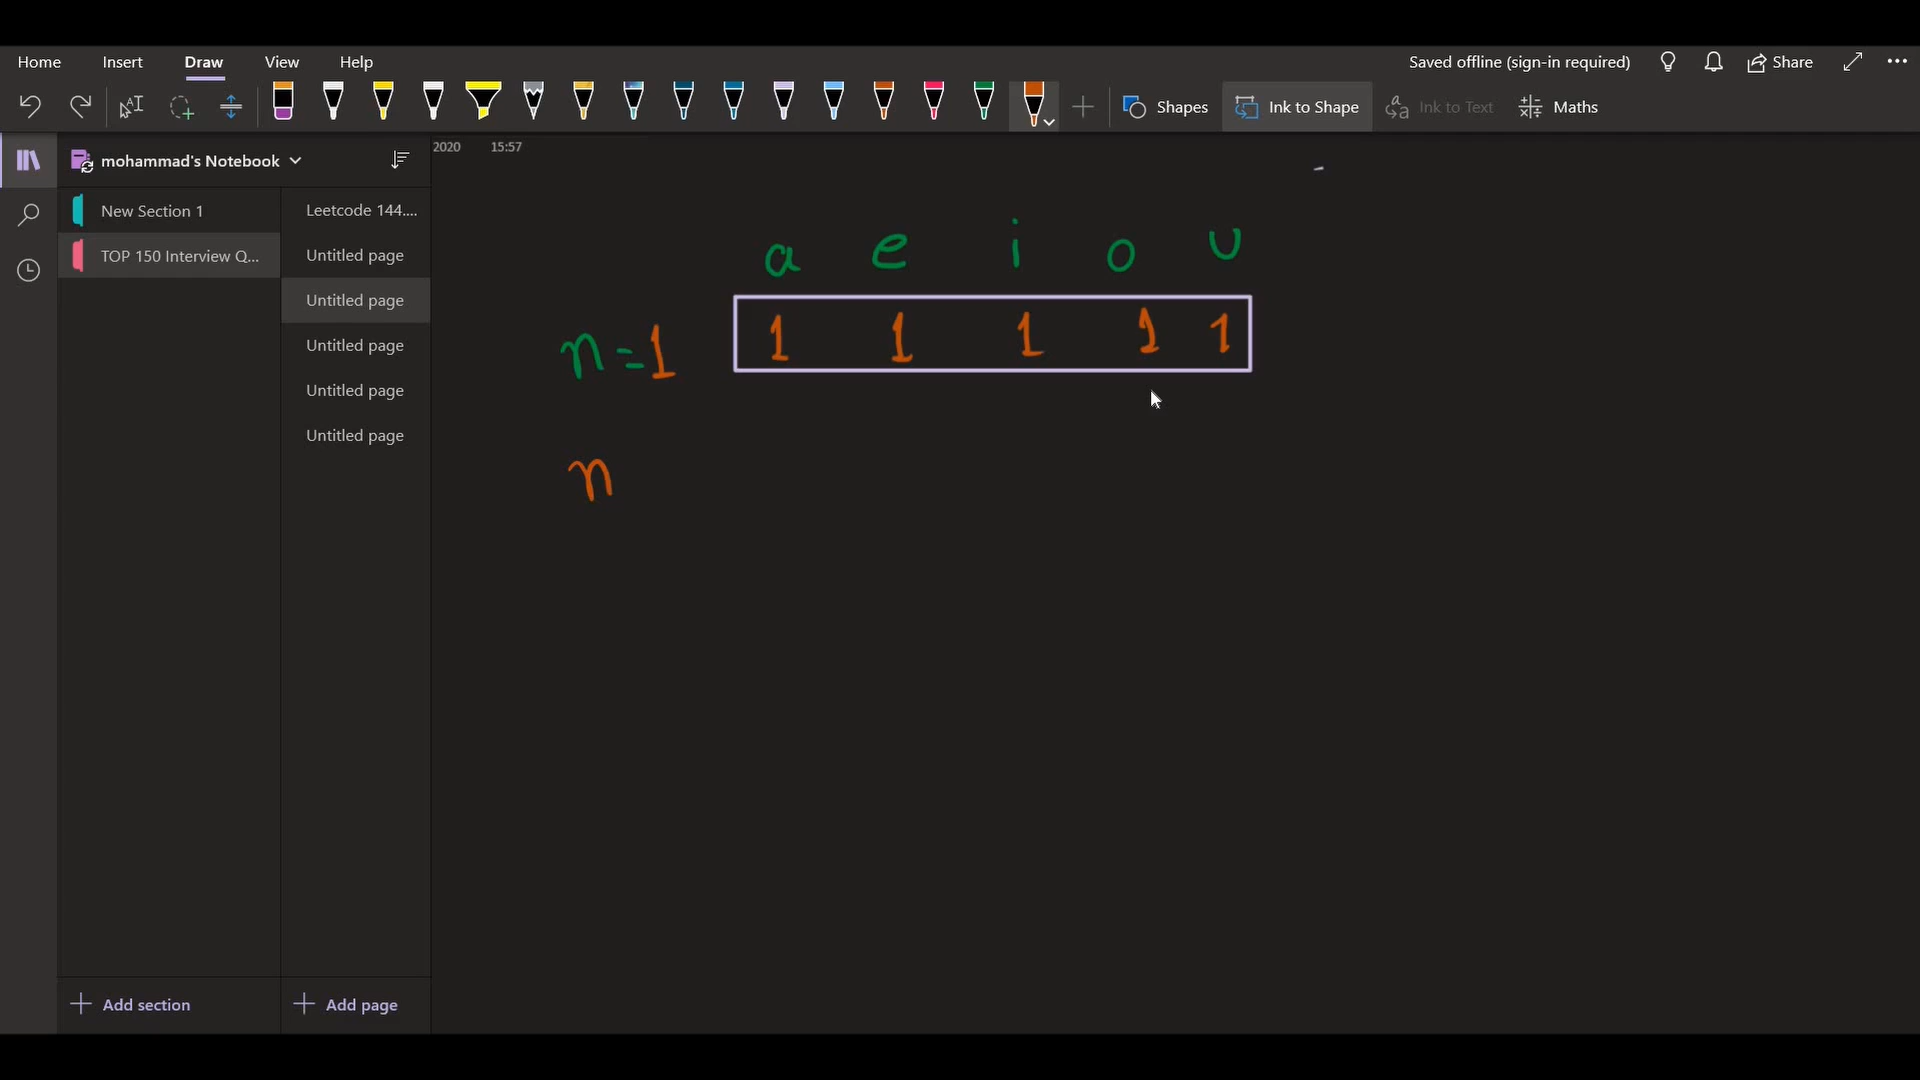 Home Insert Draw View Help Saved offline (sign-in required) Share
Shapes Ink to Shape Ink to Text Maths
mohammad's Notebook
2020 15:57
New Section 1
TOP 150 Interview Q...
Leetcode 144....
Untitled page
Untitled page
Untitled page
Untitled page
Untitled page
a e i o u
n=1 1 1 1 1 1
n
Add section
Add page